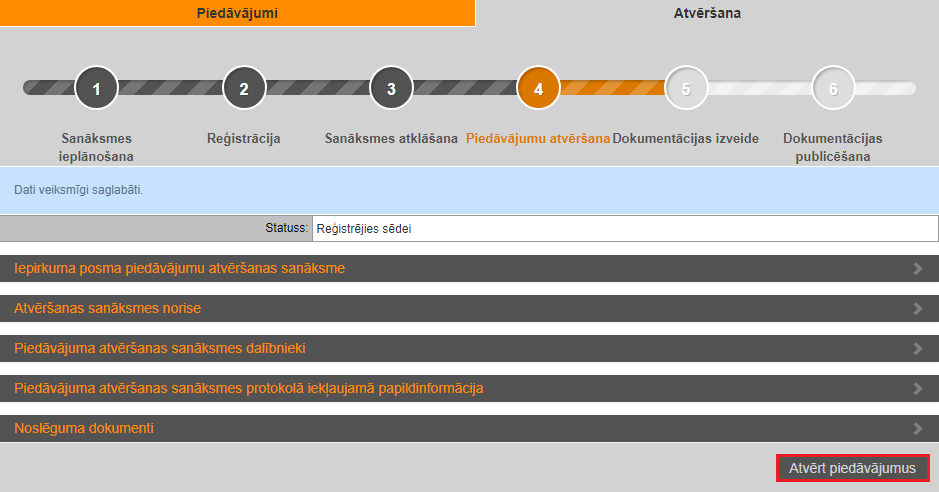 Piedāvājumi
Atvēršana
1
2
3
4
5
6
Sanāksmes
ieplānošana
Reģistrācija
Sanāksmes atklāšana
Piedāvājumu atvēršana
Dokumentācijas izveide
Dokumentācijas
publicēšana
Dati veiksmīgi saglabāti.
Statuss: Reģistrējies sēdei
Iepirkuma posma piedāvājumu atvēršanas sanāksme
Atvēršanas sanāksmes norise
Piedāvājuma atvēršanas sanāksmes dalībnieki
Piedāvājuma atvēršanas sanāksmes protokolā iekļaujamā papildinformācija
Noslēguma dokumenti
Atvērt piedāvājumus